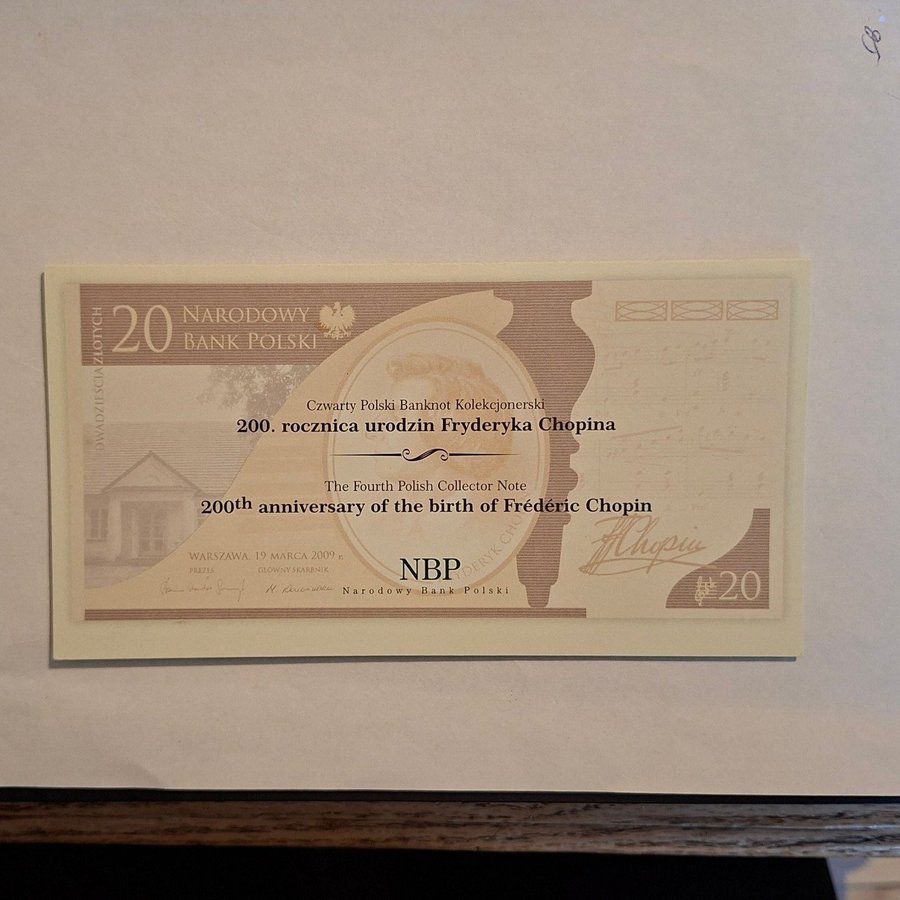 20 NARODOWY
BANK POLSKI
DWADZIEŚCIA ZŁOTYCH
Czwarty Polski Banknot Kolekcjonerski
200. rocznica urodzin Fryderyka Chopina
The Fourth Polish Collector Note
200th anniversary of the birth of Frédéric Chopin
WARSZAWA, 19 MARCA 2009 r.
PREZES GŁÓWNY SKARBNIK
NBP
Narodowy Bank Polski
FChopin
20